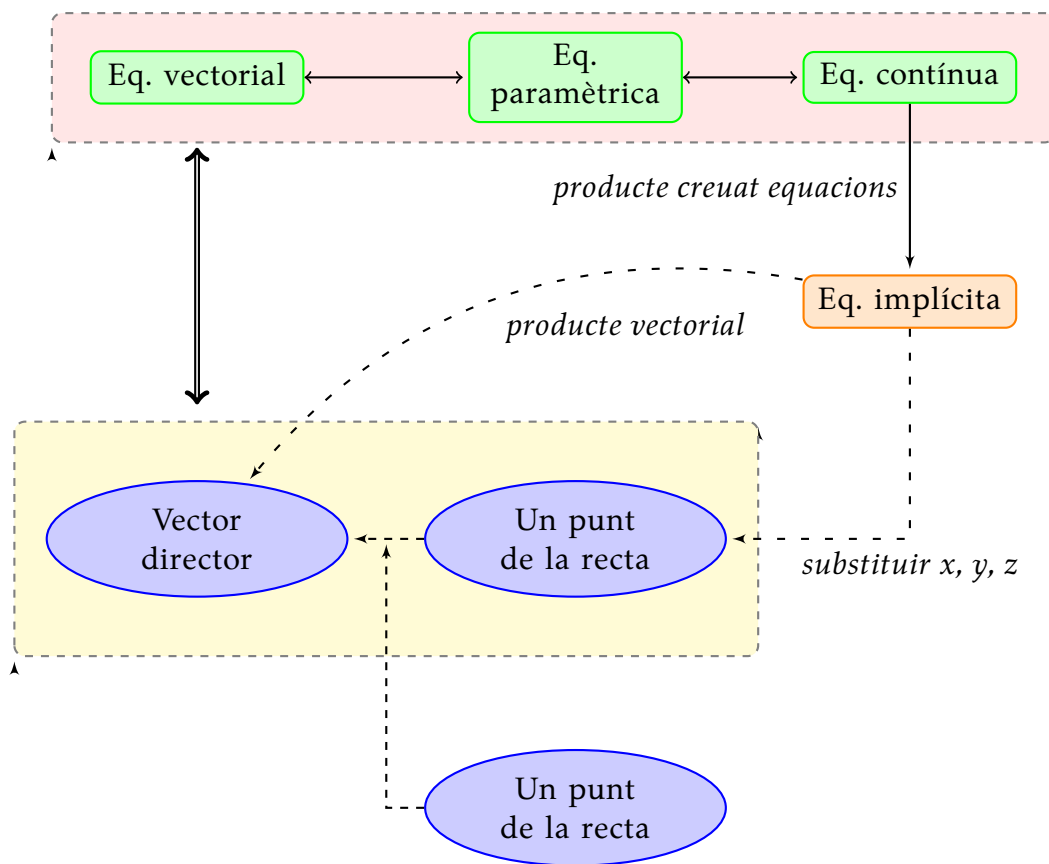 Eq. vectorial
Eq.
paramètrica
Eq. contínua
producte creuat equacions
Eq. implícita
producte vectorial
Vector
director
Un punt
de la recta
substituir x, y, z
Un punt
de la recta